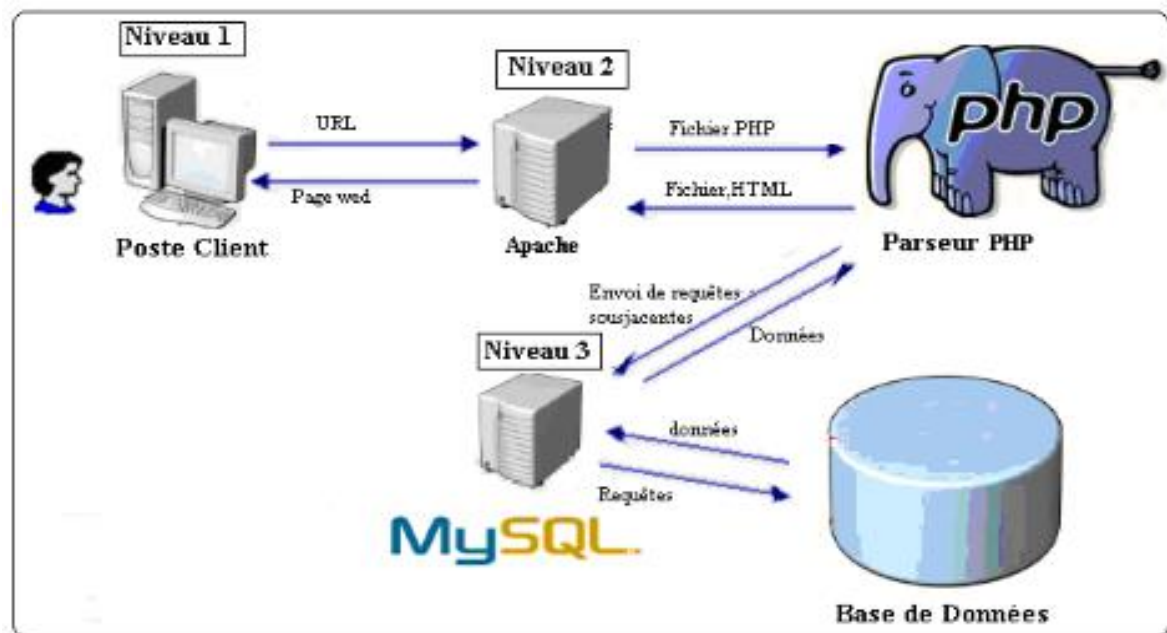 Niveau 1
Niveau 2
php
URL
Fichier.PHP
Page wed
Fichier,HTML
Poste Client
Apache
Parseur PHP
Envoi de requêtes
sousjacentes
Données
Niveau 3
données
Requêtes
MySQL
Base de Données